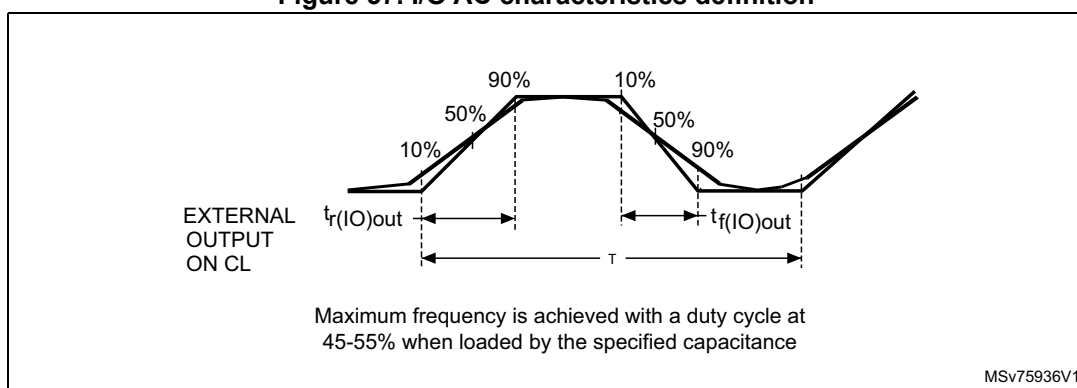 Figure 37. I/O AC characteristics definition
90% 10%
50% 50%
10% 90%
EXTERNAL
OUTPUT
ON CL
tr(IO)out
tf(IO)out
T
Maximum frequency is achieved with a duty cycle at
45-55% when loaded by the specified capacitance
MSv75936V1